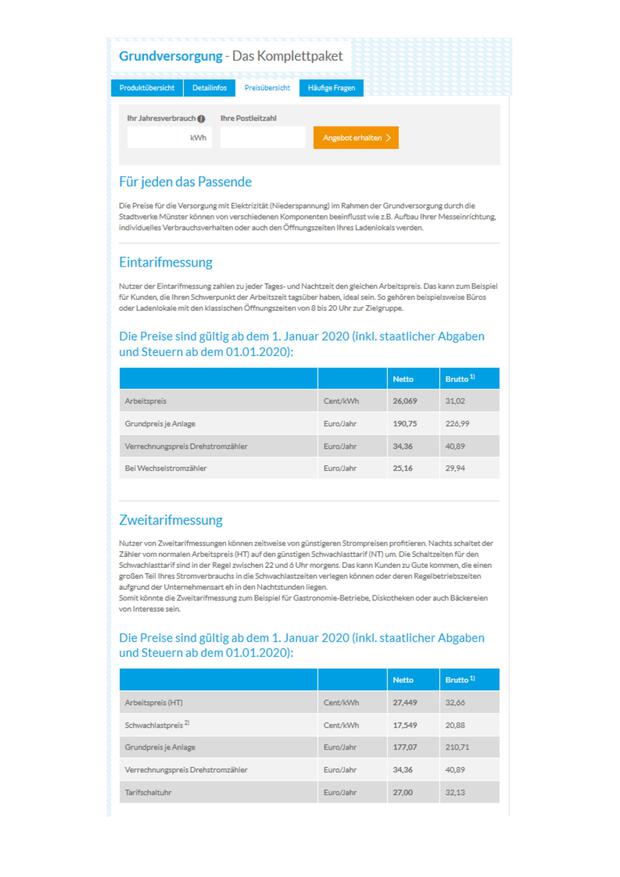 Grundversorgung - Das Komplettpaket
Produktübersicht Detailinfos Preisübersicht Häufige Fragen
Ihr Jahresverbrauch Ihre Postleitzahl
kWh Angebot erhalten
Für jeden das Passende
Die Preise für die Versorgung mit Elektrizität (Niederspannung) im Rahmen der Grundversorgung durch die
Stadtwerke Münster können von verschiedenen Komponenten beeinflusst wie z.B. Aufbau Ihrer Messeinrichtung,
individuelles Verbrauchsverhalten oder auch den Öffnungszeiten Ihres Ladenlokals werden.
Eintarifmessung
Nutzer der Eintarifmessung zahlen zu jeder Tages- und Nachtzeit den gleichen Arbeitspreis. Das kann zum Beispiel
für Kunden, die Ihren Schwerpunkt der Arbeitszeit tagsüber haben, ideal sein. So gehören beispielsweise Büros
oder Ladenlokale mit den klassischen Öffnungszeiten von 8 bis 20 Uhr zur Zielgruppe.
Die Preise sind gültig ab dem 1. Januar 2020 (inkl. staatlicher Abgaben
und Steuern ab dem 01.01.2020):
Netto Brutto 1)
Arbeitspreis Cent/kWh 26,069 31,02
Grundpreis je Anlage Euro/Jahr 190,75 226,99
Verrechnungspreis Drehstromzähler Euro/Jahr 34,36 40,89
Bei Wechselstromzähler Euro/Jahr 25,16 29,94
Zweitarifmessung
Nutzer von Zweitarifmessungen können zeitweise von günstigeren Strompreisen profitieren. Nachts schaltet der
Zähler vom normalen Arbeitspreis (HT) auf den günstigen Schwachlasttarif (NT) um. Die Schaltzeiten für den
Schwachlasttarif sind in der Regel zwischen 22 und 6 Uhr morgens. Das kann Kunden zu Gute kommen, die einen
großen Teil Ihres Stromverbrauchs in die Schwachlastzeiten verlegen können oder deren Regelbetriebszeiten
aufgrund der Unternehmensart eh in den Nachtstunden liegen.
Somit könnte die Zweitarifmessung zum Beispiel für Gastronomie-Betriebe, Diskotheken oder auch Bäckereien
von Interesse sein.
Die Preise sind gültig ab dem 1. Januar 2020 (inkl. staatlicher Abgaben
und Steuern ab dem 01.01.2020):
Netto Brutto 1)
Arbeitspreis (HT) Cent/kWh 27,449 32,66
Schwachlastpreis 2) Cent/kWh 17,549 20,88
Grundpreis je Anlage Euro/Jahr 177,07 210,71
Verrechnungspreis Drehstromzähler Euro/Jahr 34,36 40,89
Tarifschaltuhr Euro/Jahr 27,00 32,13